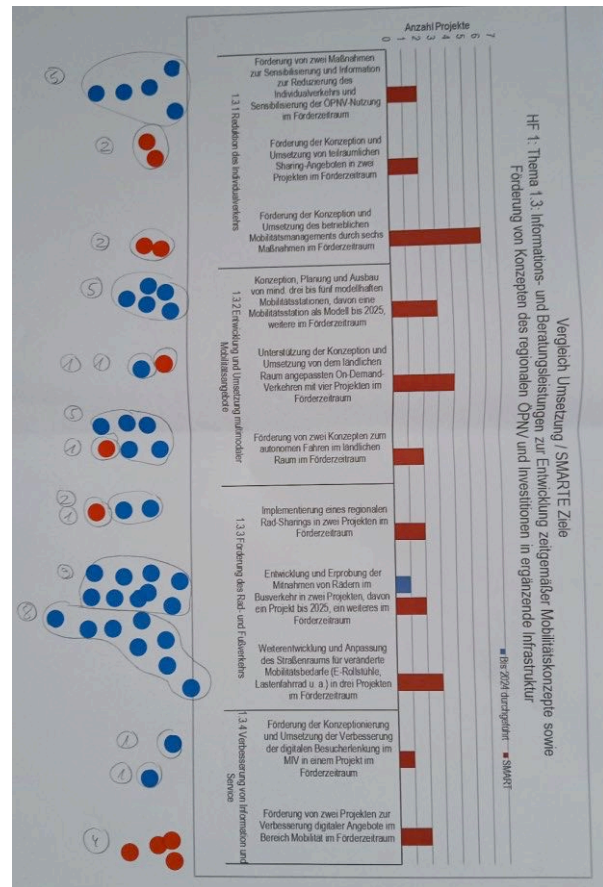 Vergleich Umsetzung / SMARTE Ziele
HF 1: Thema 1.3: Informations- und Beratungsleistungen zur Entwicklung zeitgemäßer Mobilitätskonzepte sowie
Förderung von Konzepten des regionalen ÖPNV und Investitionen in ergänzende Infrastruktur
Bis 2024 durchgeführt
SMART
Anzahl Projekte
7
6
5
4
3
2
1
0
Förderung von zwei Maßnahmen
zur Sensibilisierung und Information
zur Reduzierung des
Individualverkehrs und
Sensibilisierung der ÖPNV-Nutzung
im Förderzeitraum
Förderung der Konzeption und
Umsetzung von teilräumlichen
Sharing-Angeboten in zwei
Projekten im Förderzeitraum
Förderung der Konzeption und
Umsetzung des betrieblichen
Mobilitätsmanagements durch sechs
Maßnahmen im Förderzeitraum
1.3.1 Reduktion des Individualverkehrs
Konzeption, Planung und Ausbau
von mind. drei bis fünf modellhaften
Mobilitätsstationen, davon eine
Mobilitätsstation als Modell bis 2025,
weitere im Förderzeitraum
Unterstützung der Konzeption und
Umsetzung von dem ländlichen
Raum angepassten On-Demand-
Verkehren mit vier Projekten im
Förderzeitraum
Förderung von zwei Konzepten zum
autonomen Fahren im ländlichen
Raum im Förderzeitraum
1.3.2 Entwicklung und Umsetzung multimodaler
Mobilitätsangebote
Implementierung eines regionalen
Rad-Sharings in zwei Projekten im
Förderzeitraum
Entwicklung und Erprobung der
Mitnahmen von Rädern im
Busverkehr in zwei Projekten, davon
ein Projekt bis 2025, ein weiteres im
Förderzeitraum
Weiterentwicklung und Anpassung
des Straßenraums für veränderte
Mobilitätsbedarfe (E-Rollstühle,
Lastenfahrrad u. a.) in drei Projekten
im Förderzeitraum
1.3.3 Förderung des Rad- und Fußverkehrs
Förderung der Konzeptionierung
und Umsetzung der Verbesserung
der digitalen Besucherlenkung im
MIV in einem Projekt im
Förderzeitraum
Förderung von zwei Projekten zur
Verbesserung digitaler Angebote im
Bereich Mobilität im Förderzeitraum
1.3.4 Verbesserung von Information und
Service
5
2
2
5
1 1
5
1
2
1
1
1
4